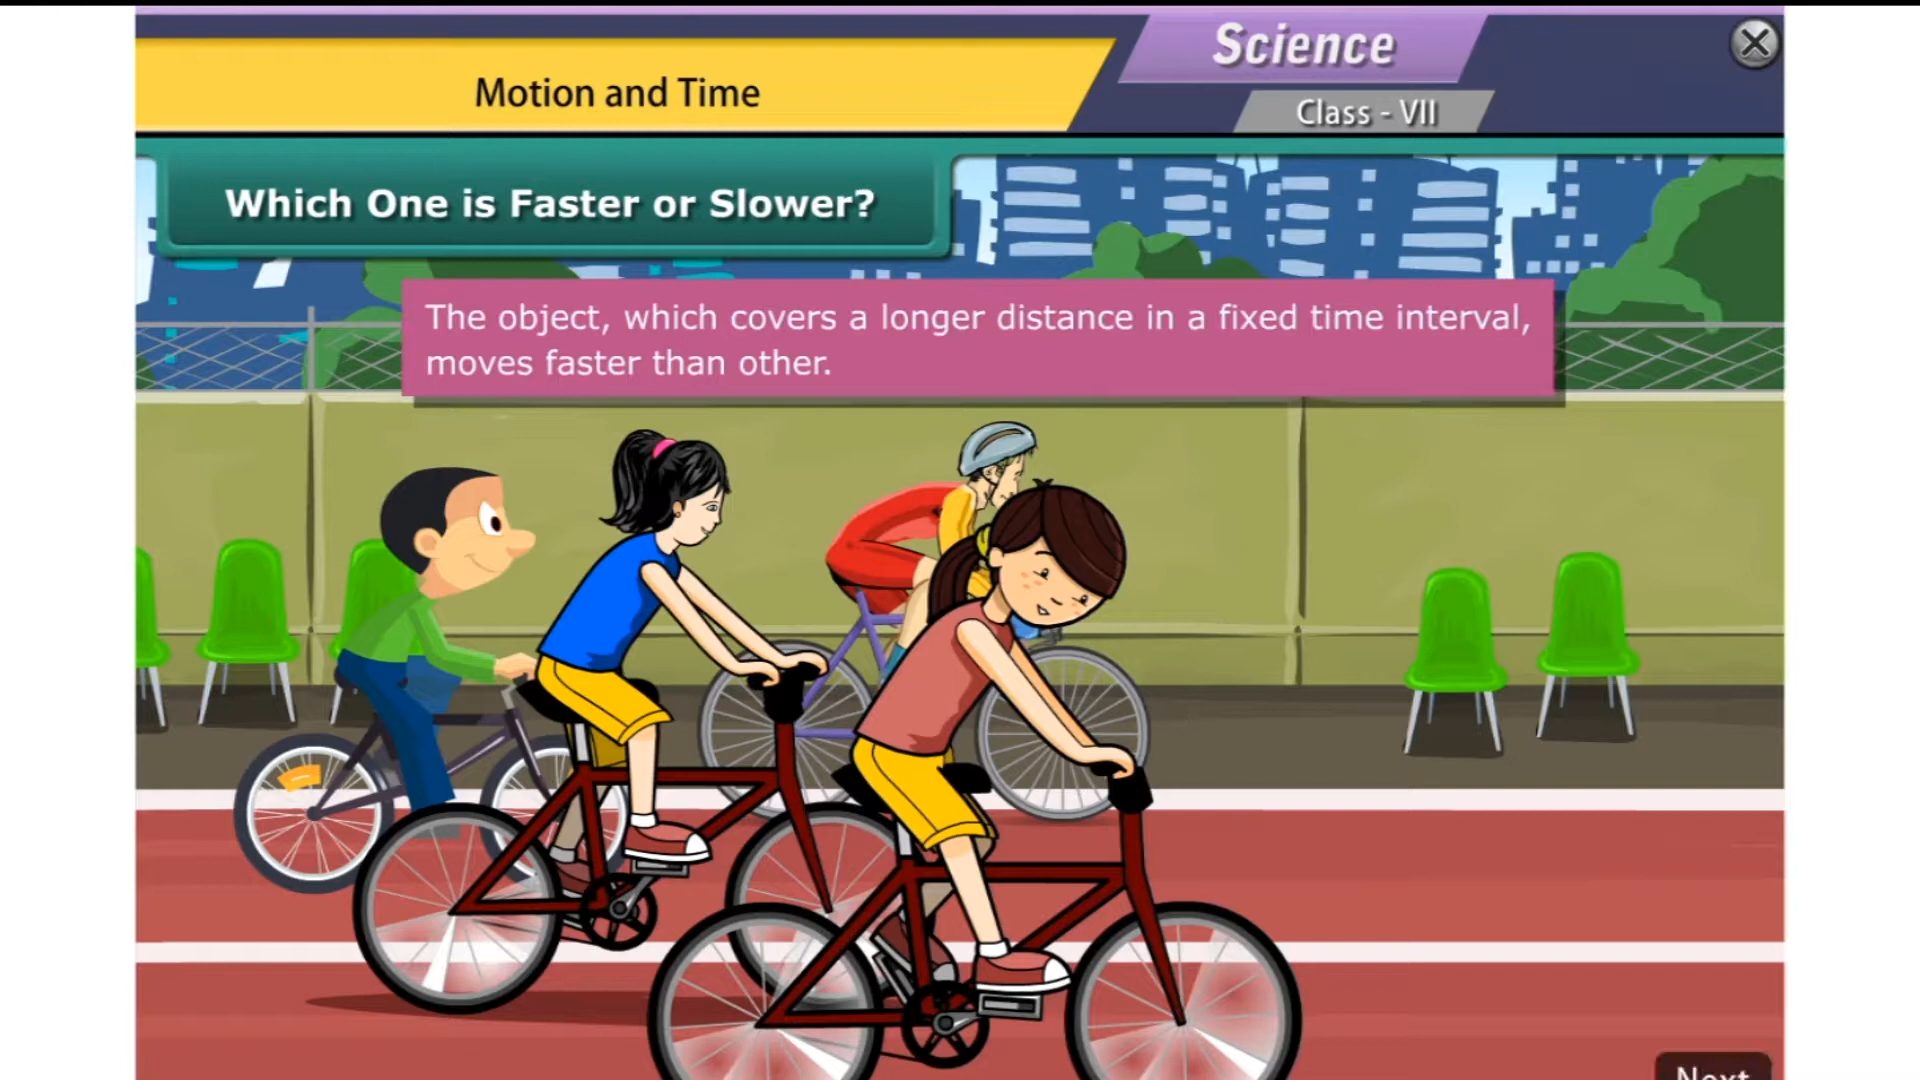 Science
Motion and Time
Class - VII
Which One is Faster or Slower?
The object, which covers a longer distance in a fixed time interval,
moves faster than other.
Next